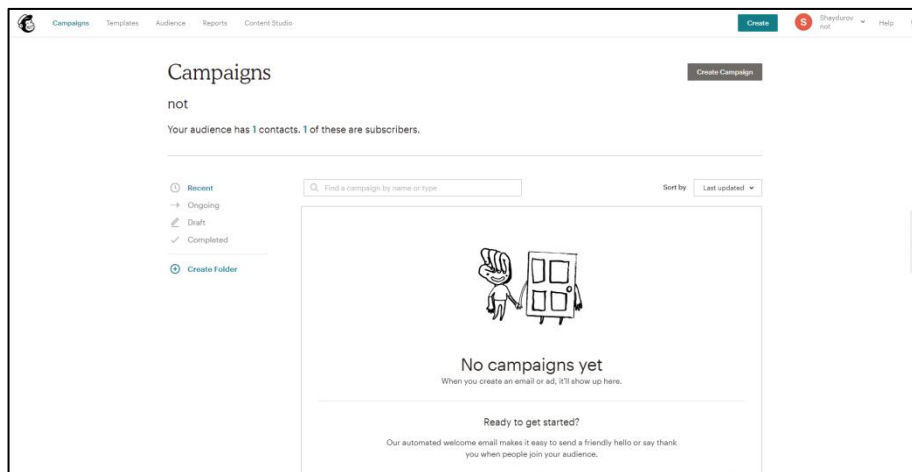 Campaigns Templates Audience Reports Content Studio Create S Shaydurov Help
not
Campaigns
Create Campaign
not
Your audience has 1 contacts. 1 of these are subscribers.
Recent
Ongoing
Draft
Completed
Create Folder
Find a campaign by name or type
Sort by Last updated
No campaigns yet
When you create an email or ad, it'll show up here.
Ready to get started?
Our automated welcome email makes it easy to send a friendly hello or say thank
you when people join your audience.